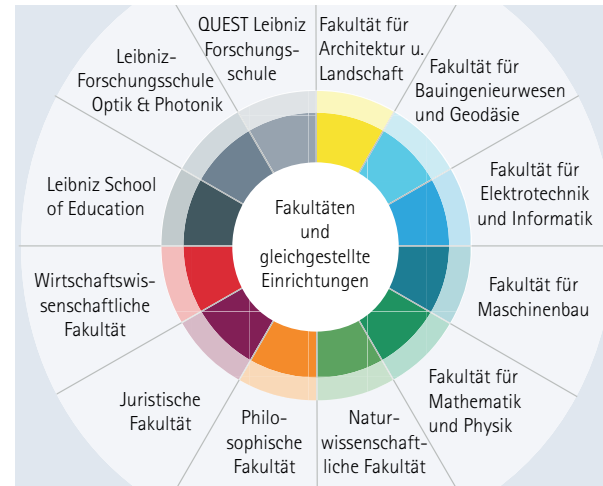 QUEST Leibniz
Forschungs-
schule
Fakultät für
Architektur u.
Landschaft
Fakultät für
Bauingenieurwesen
und Geodäsie
Fakultät für
Elektrotechnik
und Informatik
Fakultät für
Maschinenbau
Fakultät für
Mathematik
und Physik
Natur-
wissenschaft-
liche Fakultät
Philo-
sophische
Fakultät
Juristische
Fakultät
Wirtschaftswis-
senschaftliche
Fakultät
Leibniz School
of Education
Leibniz-
Forschungsschule
Optik & Photonik
Fakultäten
und
gleichgestellte
Einrichtungen